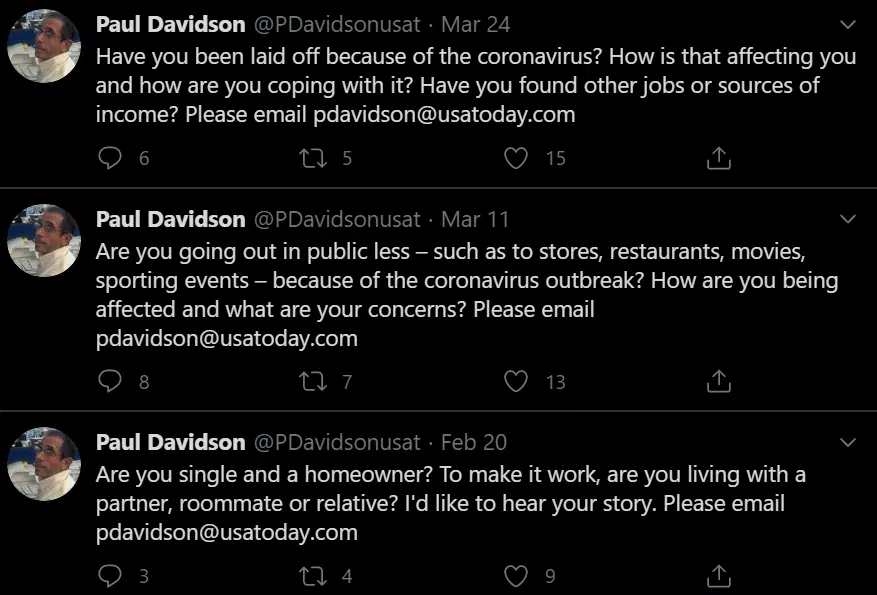 Paul Davidson @PDavidsonusat · Mar 24
Have you been laid off because of the coronavirus? How is that affecting you
and how are you coping with it? Have you found other jobs or sources of
income? Please email pdavidson@usatoday.com
6 5 15
Paul Davidson @PDavidsonusat · Mar 11
Are you going out in public less – such as to stores, restaurants, movies,
sporting events – because of the coronavirus outbreak? How are you being
affected and what are your concerns? Please email
pdavidson@usatoday.com
8 7 13
Paul Davidson @PDavidsonusat · Feb 20
Are you single and a homeowner? To make it work, are you living with a
partner, roommate or relative? I'd like to hear your story. Please email
pdavidson@usatoday.com
3 4 9